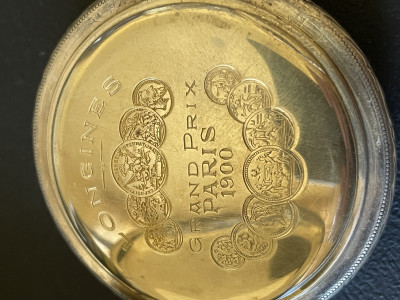 LONGINES
GRAND PRIX
PARIS
1900